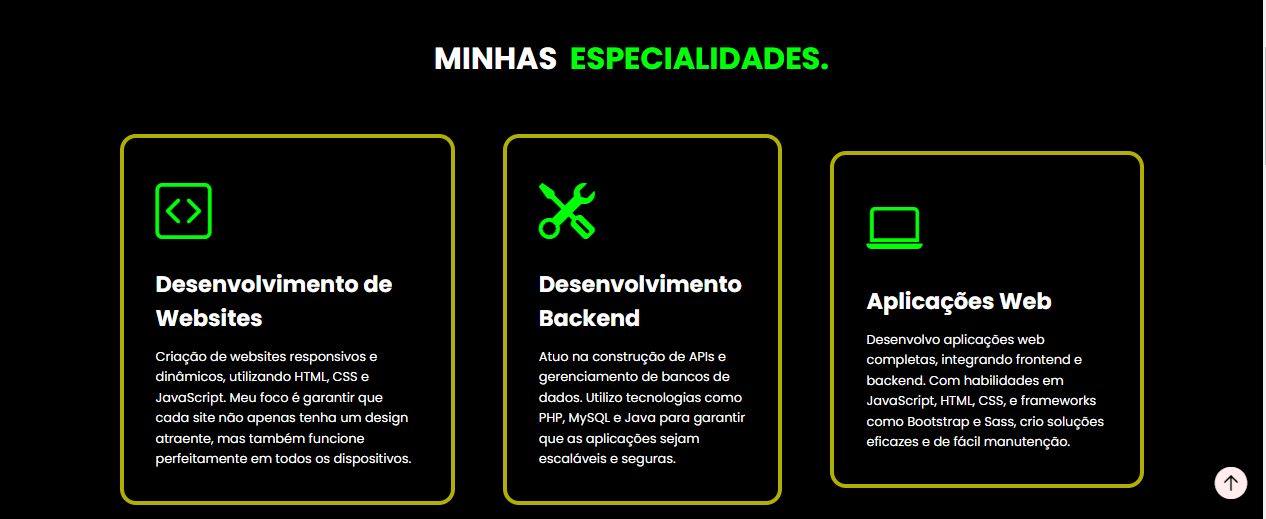 MINHAS ESPECIALIDADES.
Desenvolvimento de
Websites
Criação de websites responsivos e
dinâmicos, utilizando HTML, CSS e
JavaScript. Meu foco é garantir que
cada site não apenas tenha um design
atraente, mas também funcione
perfeitamente em todos os dispositivos.
Desenvolvimento
Backend
Atuo na construção de APIs e
gerenciamento de bancos de
dados. Utilizo tecnologias como
PHP, MySQL e Java para garantir
que as aplicações sejam
escaláveis e seguras.
Aplicações Web
Desenvolvo aplicações web
completas, integrando frontend e
backend. Com habilidades em
JavaScript, HTML, CSS, e frameworks
como Bootstrap e Sass, crio soluções
eficazes e de fácil manutenção.